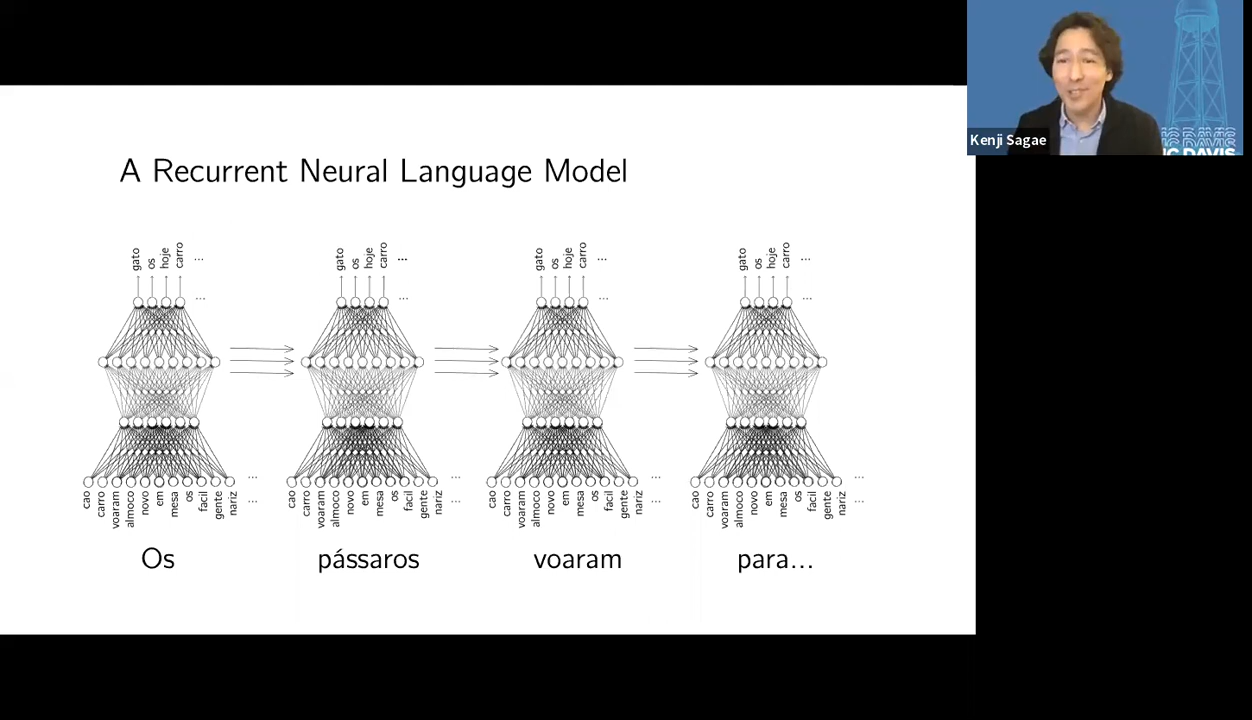 Kenji Sagae
UC DAVIS
A Recurrent Neural Language Model
gato os hoje carro ...
gato os hoje carro ...
gato os hoje carro ...
gato os hoje carro ...
... 
...
...
...
cao carro voaram almoco novo em mesa os facil gente nariz ...
cao carro voaram almoco novo em mesa os facil gente nariz ...
cao carro voaram almoco novo em mesa os facil gente nariz ...
cao carro voaram almoco novo em mesa os facil gente nariz ...
Os pássaros voaram para...